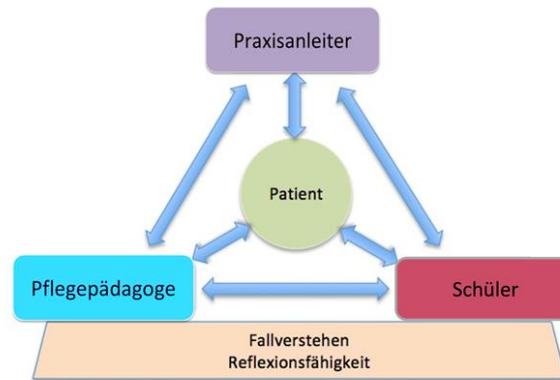 Praxisanleiter
Patient
Pflegepädagoge
Schüler
Fallverstehen
Reflexionsfähigkeit